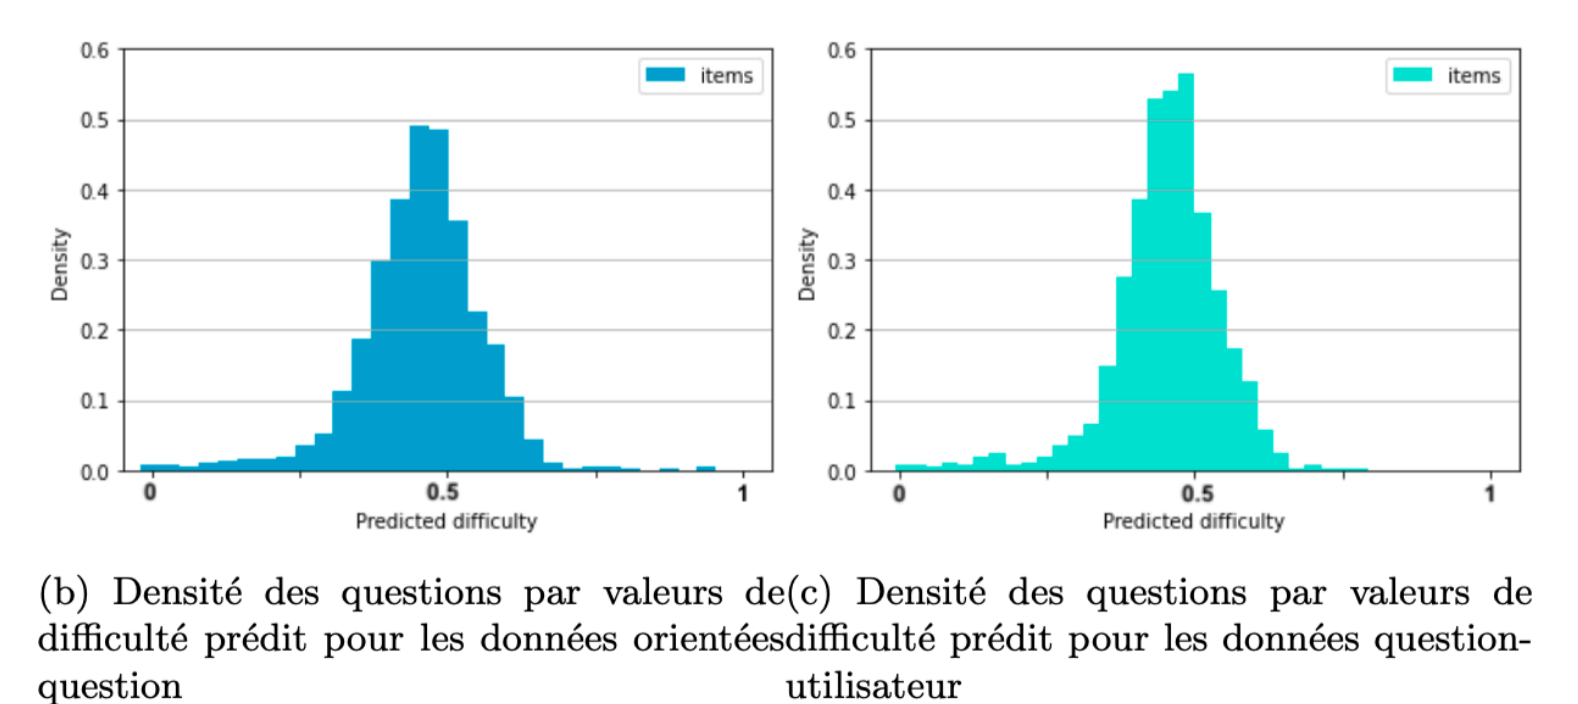 0.6
0.5
0.4
0.3
0.2
0.1
0.0
Density
items
0 0.5 1
Predicted difficulty
0.6
0.5
0.4
0.3
0.2
0.1
0.0
Density
items
0 0.5 1
Predicted difficulty
(b) Densité des questions par valeurs de
difficulté prédit pour les données orientées
question
(c) Densité des questions par valeurs de
difficulté prédit pour les données question-
utilisateur